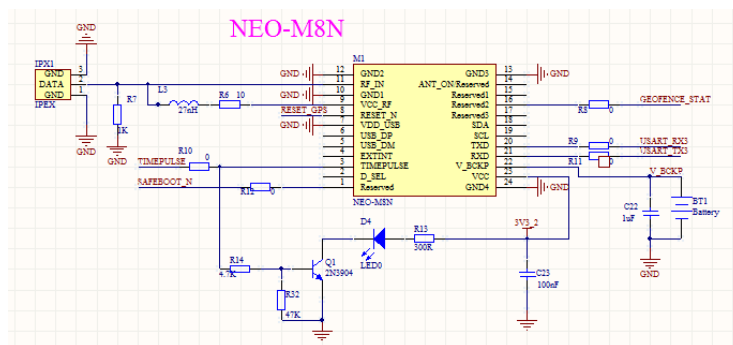 NEO-M8N
GND
IPX1
GND 3
DATA 2
GND 1
IPEX
R7
1K
GND
GND
L3
27nH
R6 10
GND
GND
RESET_GPS
GND
M1
12 GND2 GND3 13
11 RF_IN ANT_ON/Reserved 14
10 GND1 Reserved1 15
9 VCC_RF Reserved2 16
8 RESET_N Reserved3 17
7 VDD_USB SDA 18
6 USB_DP SCL 19
5 USB_DM TXD 20
4 EXTINT RXD 21
3 TIMEPULSE V_BCKP 22
2 D_SEL VCC 23
1 Reserved GND4 24
NEO-M8N
GND
GND
R8 0
GEOFENCE_STAT
R9 0
USART_RX3
USART_TX3
R11 0
V_BCKP
C22
1uF
BT1
Battery
GND
R10
TIMEPULSE 0
SAFEBOOT_N
R12 0
D4
LED0
R13
300R
3V3_2
C23
100nF
R14
4.7K
Q1
2N3904
R32
47K